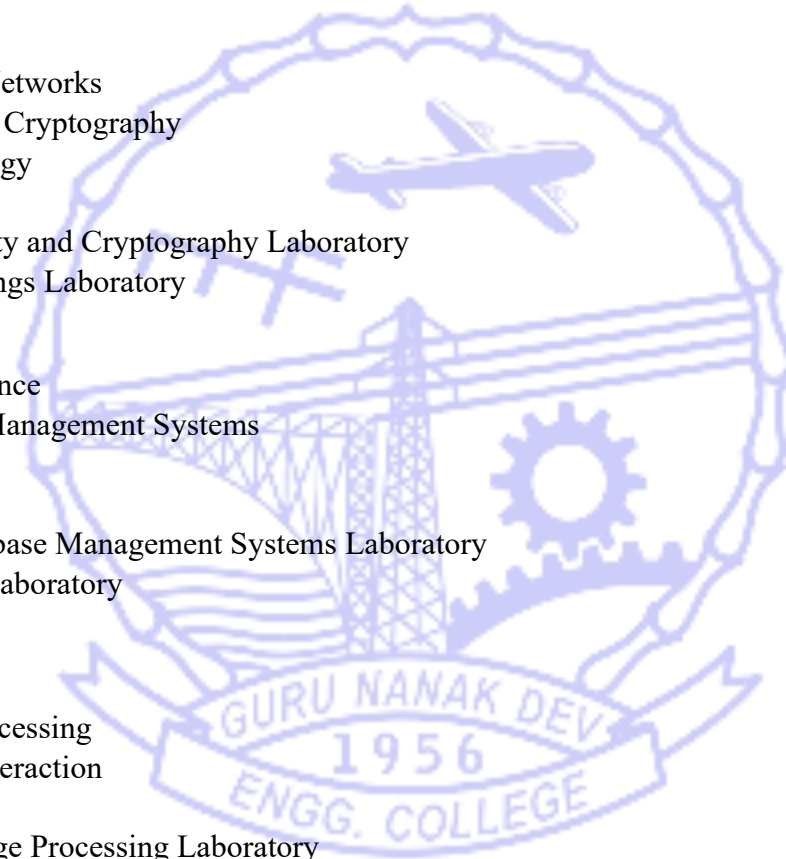 etworks
Cryptography
gy
ty and Cryptography Laboratory
ngs Laboratory
nce
Management Systems
base Management Systems Laboratory
aboratory
GURU NANAK DEV
1956
ENGG. COLLEGE
cessing
eraction
ge Processing Laboratory